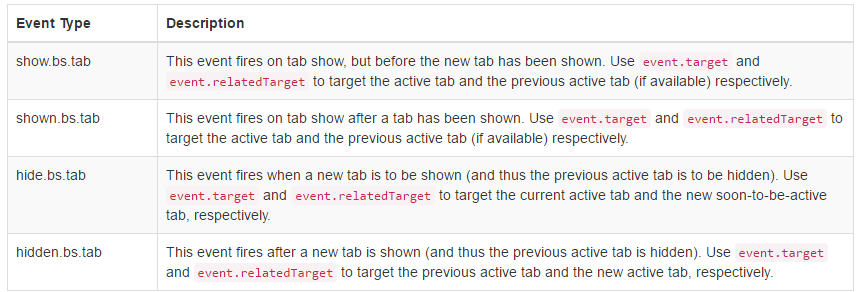 Event Type Description
show.bs.tab This event fires on tab show, but before the new tab has been shown. Use event.target and
event.relatedTarget to target the active tab and the previous active tab (if available) respectively.
shown.bs.tab This event fires on tab show after a tab has been shown. Use event.target and event.relatedTarget to
target the active tab and the previous active tab (if available) respectively.
hide.bs.tab This event fires when a new tab is to be shown (and thus the previous active tab is to be hidden). Use
event.target and event.relatedTarget to target the current active tab and the new soon-to-be-active
tab, respectively.
hidden.bs.tab This event fires after a new tab is shown (and thus the previous active tab is hidden). Use event.target
and event.relatedTarget to target the previous active tab and the new active tab, respectively.